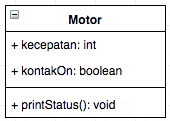 Motor
+ kecepatan: int
+ kontakOn: boolean
+ printStatus(): void